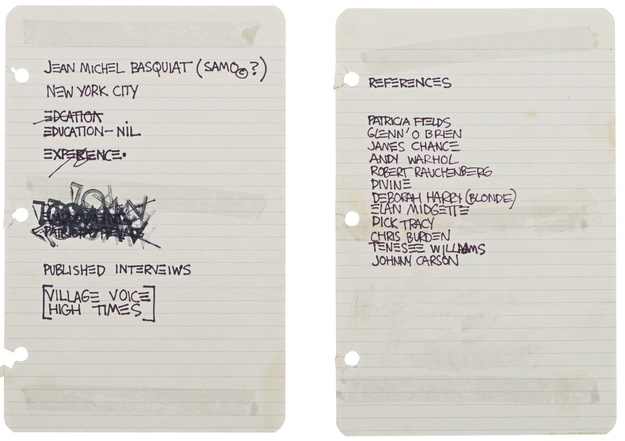 JEAN MICHEL BASQUIAT (SAMO©?)
NEW YORK CITY
EDCATION
EDUCATION-NIL
EXPERIENCE.
PUBLISHED INTERVEIWS
[VILLAGE VOICE
HIGH TIMES]
REFERENCES
PATRICIA FIELDS
GLENN'O BRIEN
JAMES CHANCE
ANDY WARHOL
ROBERT RAUCHENBERG
DIVINE
DEBORAH HARRY (BLONDE)
ELAN MIDGETTE
DICK TRACY
CHRIS BURDEN
TENESEE WILLIAMS
JOHNNY CARSON